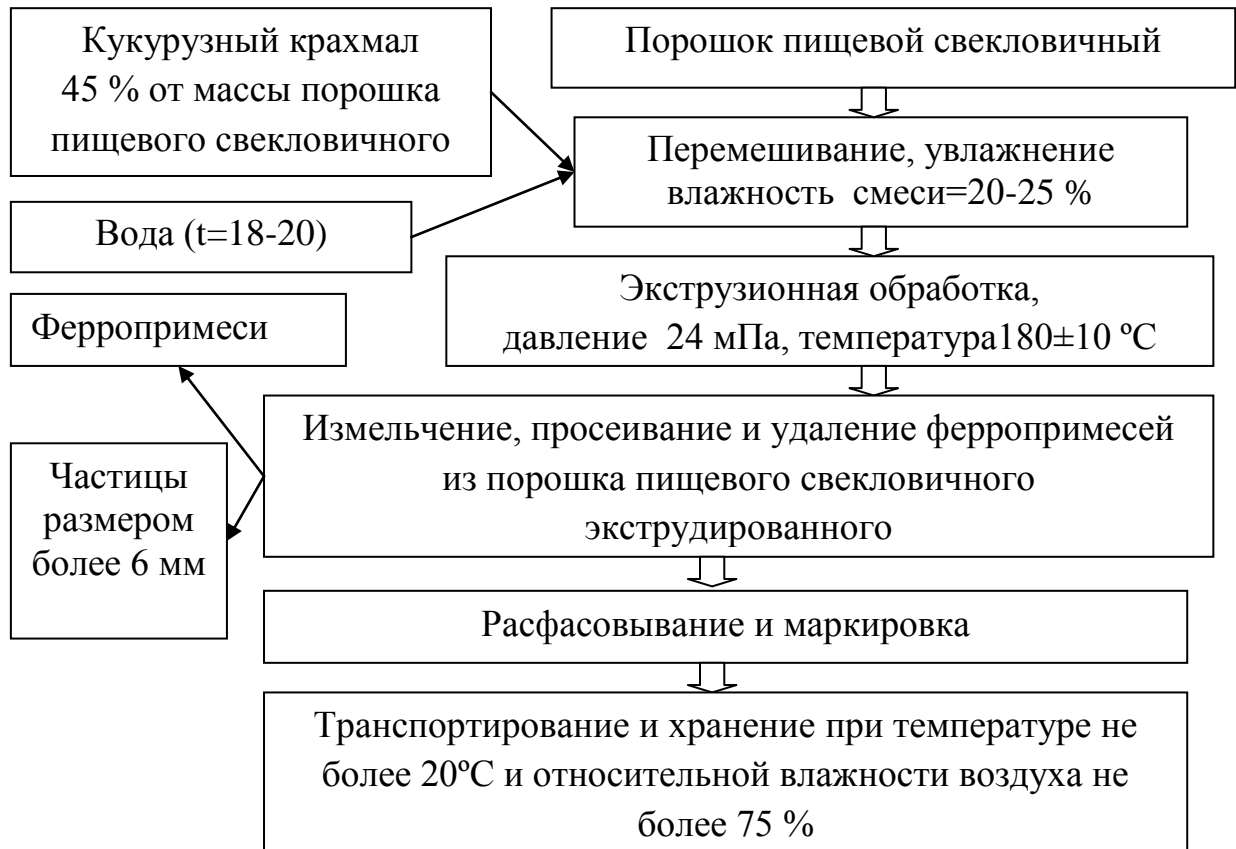 Кукурузный крахмал
45 % от массы порошка
пищевого свекловичного
Порошок пищевой свекловичный
Перемешивание, увлажнение
влажность смеси=20-25 %
Вода (t=18-20)
Экструзионная обработка,
давление 24 мПа, температура180±10 ºС
Ферропримеси
Измельчение, просеивание и удаление ферропримесей
из порошка пищевого свекловичного
экструдированного
Частицы
размером
более 6 мм
Расфасовывание и маркировка
Транспортирование и хранение при температуре не
более 20ºС и относительной влажности воздуха не
более 75 %